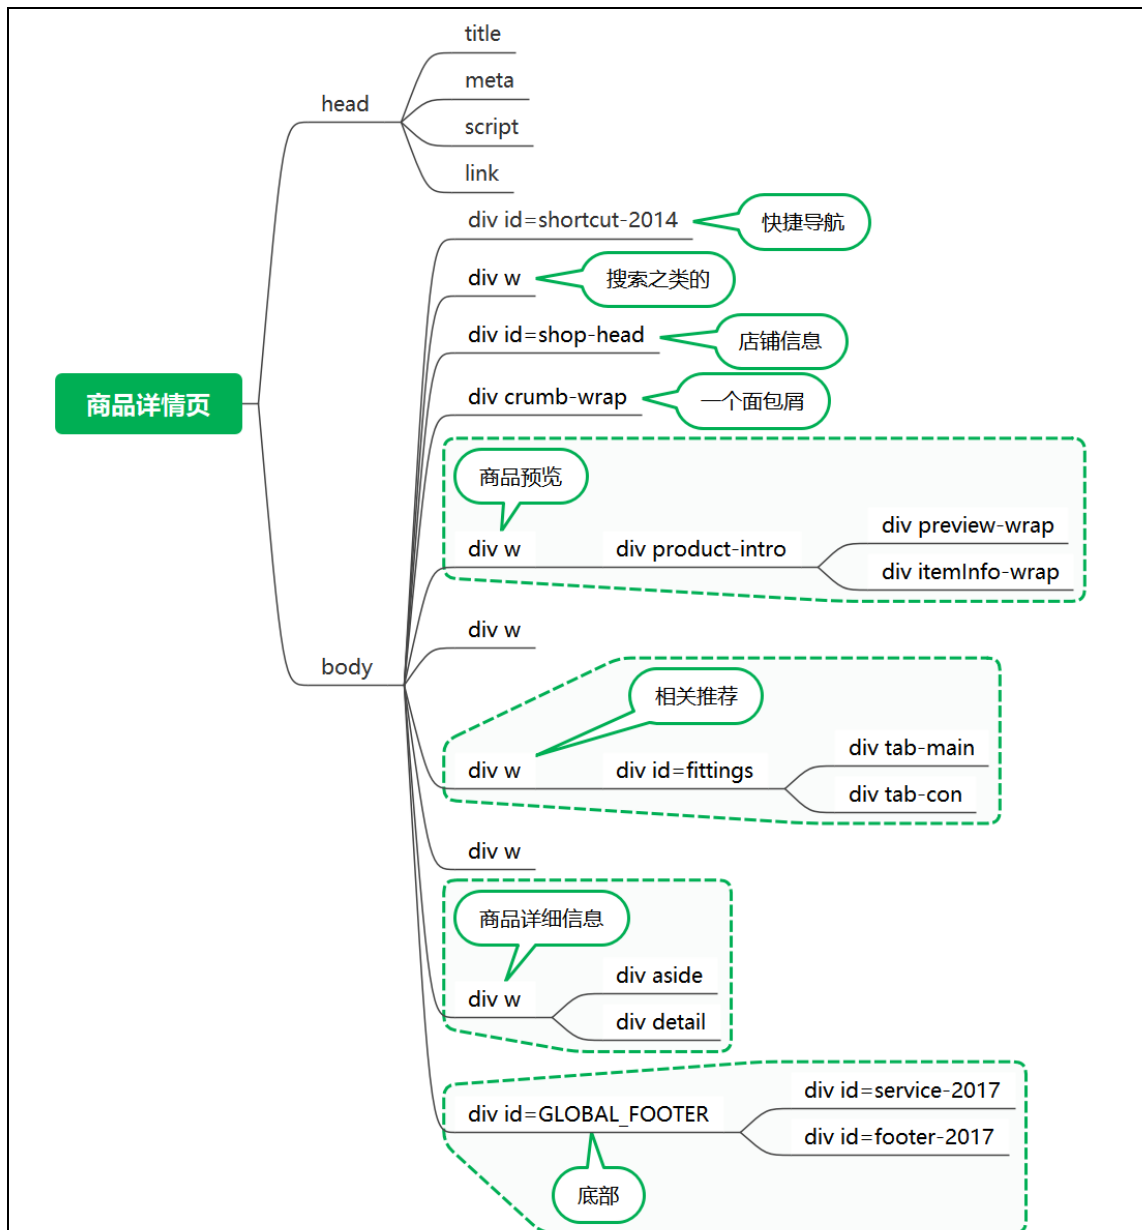 title
meta
head
script
link
div id=shortcut-2014
快捷导航
div w
搜索之类的
div id=shop-head
店铺信息
div crumb-wrap
一个面包屑
商品详情页
商品预览
div preview-wrap
div w
div product-intro
div itemInfo-wrap
div w
body
相关推荐
div tab-main
div w
div id=fittings
div tab-con
div w
商品详细信息
div aside
div w
div detail
div id=service-2017
div id=GLOBAL_FOOTER
div id=footer-2017
底部